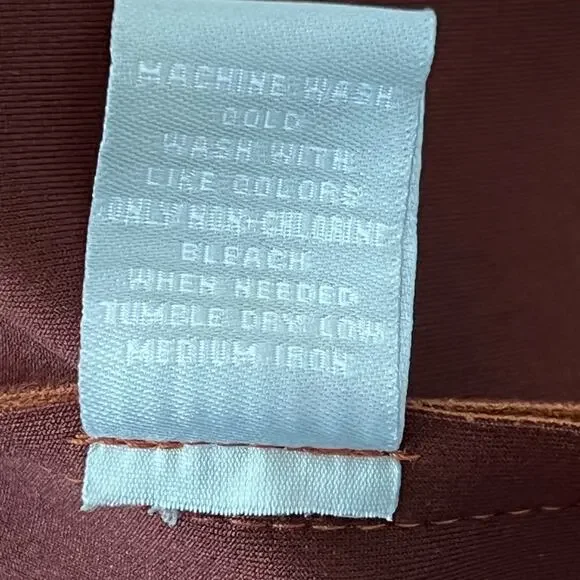 MACHINE WASH
COLD
WASH WITH
LIKE COLORS
ONLY NON-CHLORINE
BLEACH
WHEN NEEDED
TUMBLE DRY LOW
MEDIUM IRON